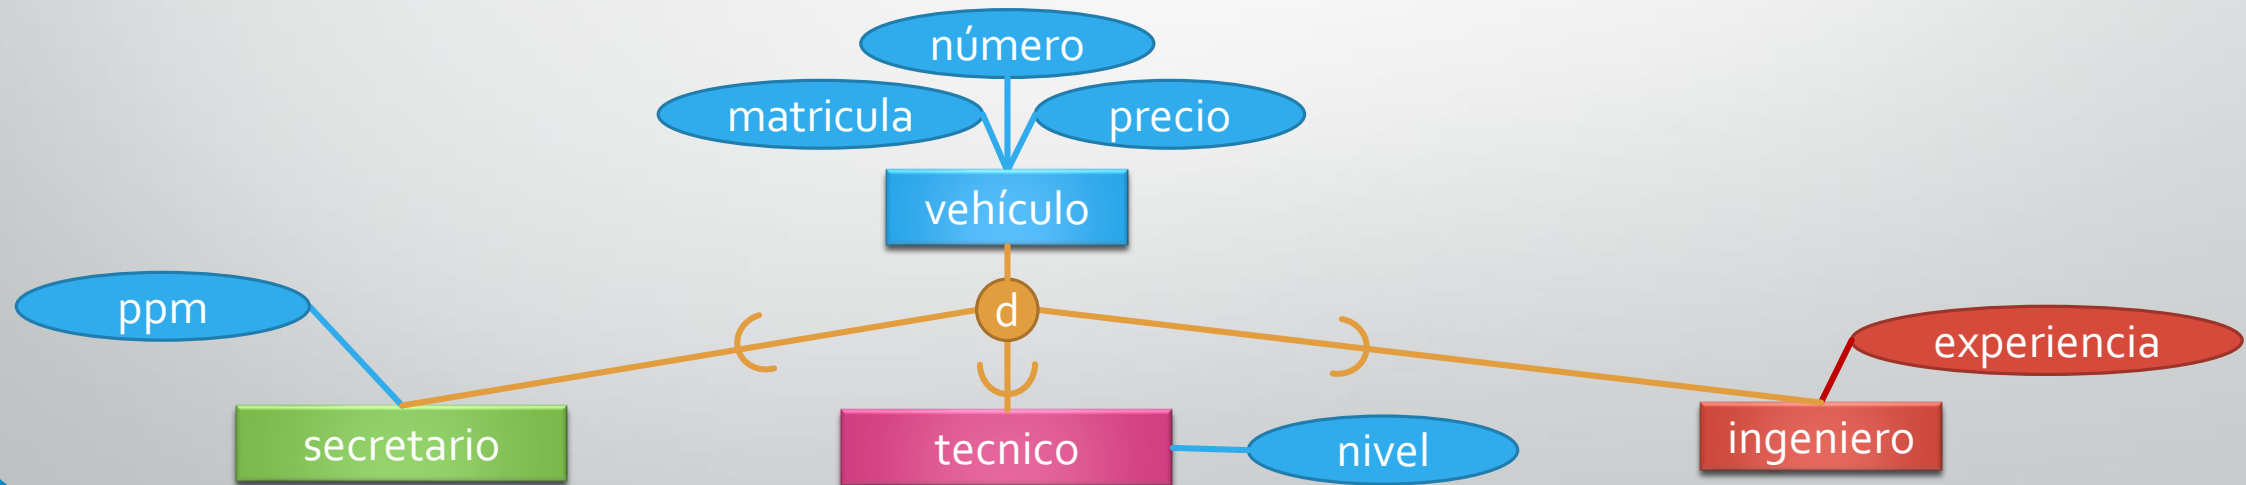 número
matricula
precio
vehículo
d
ppm
experiencia
secretario
tecnico
nivel
ingeniero